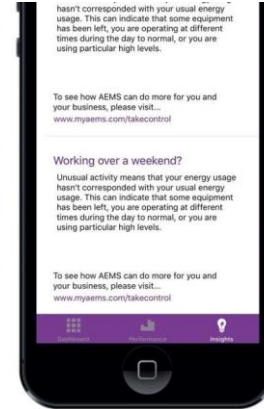 hasn't corresponded with your usual energy
usage. This can indicate that some equipment
has been left, you are operating at different
times during the day to normal, or you are
using particular high levels.
To see how AEMS can do more for you and
your business, please visit...
www.myaems.com/takecontrol
Working over a weekend?
Unusual activity means that your energy usage
hasn't corresponded with your usual energy
usage. This can indicate that some equipment
has been left, you are operating at different
times during the day to normal, or you are
using particular high levels.
To see how AEMS can do more for you and
your business, please visit...
www.myaems.com/takecontrol
Dashboard Performance Insights